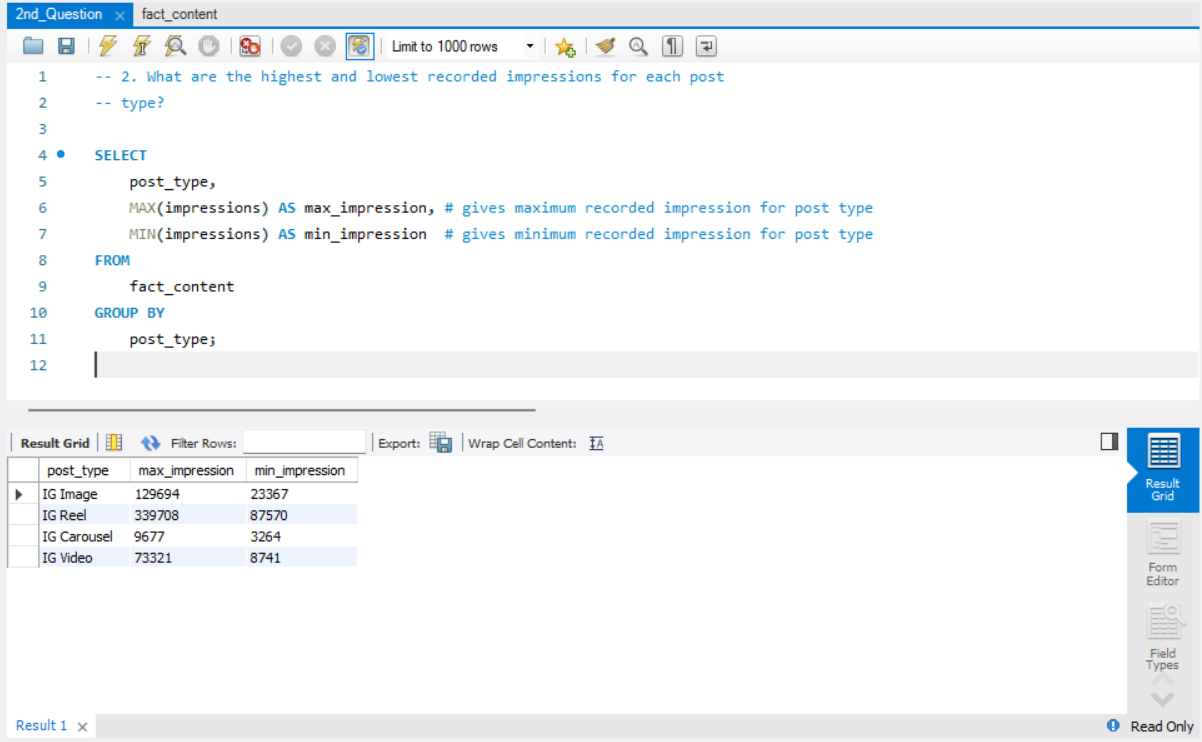 2nd_Question × fact_content
Limit to 1000 rows
1 -- 2. What are the highest and lowest recorded impressions for each post
2 -- type?
3
4 SELECT
5 post_type,
6 MAX(impressions) AS max_impression, # gives maximum recorded impression for post type
7 MIN(impressions) AS min_impression # gives minimum recorded impression for post type
8 FROM
9 fact_content
10 GROUP BY
11 post_type;
12
Result Grid Filter Rows: Export: Wrap Cell Content: IA
post_type max_impression min_impression
IG Image 129694 23367
IG Reel 339708 87570
IG Carousel 9677 3264
IG Video 73321 8741
Result
Grid
Form
Editor
Field
Types
Result 1 × Read Only